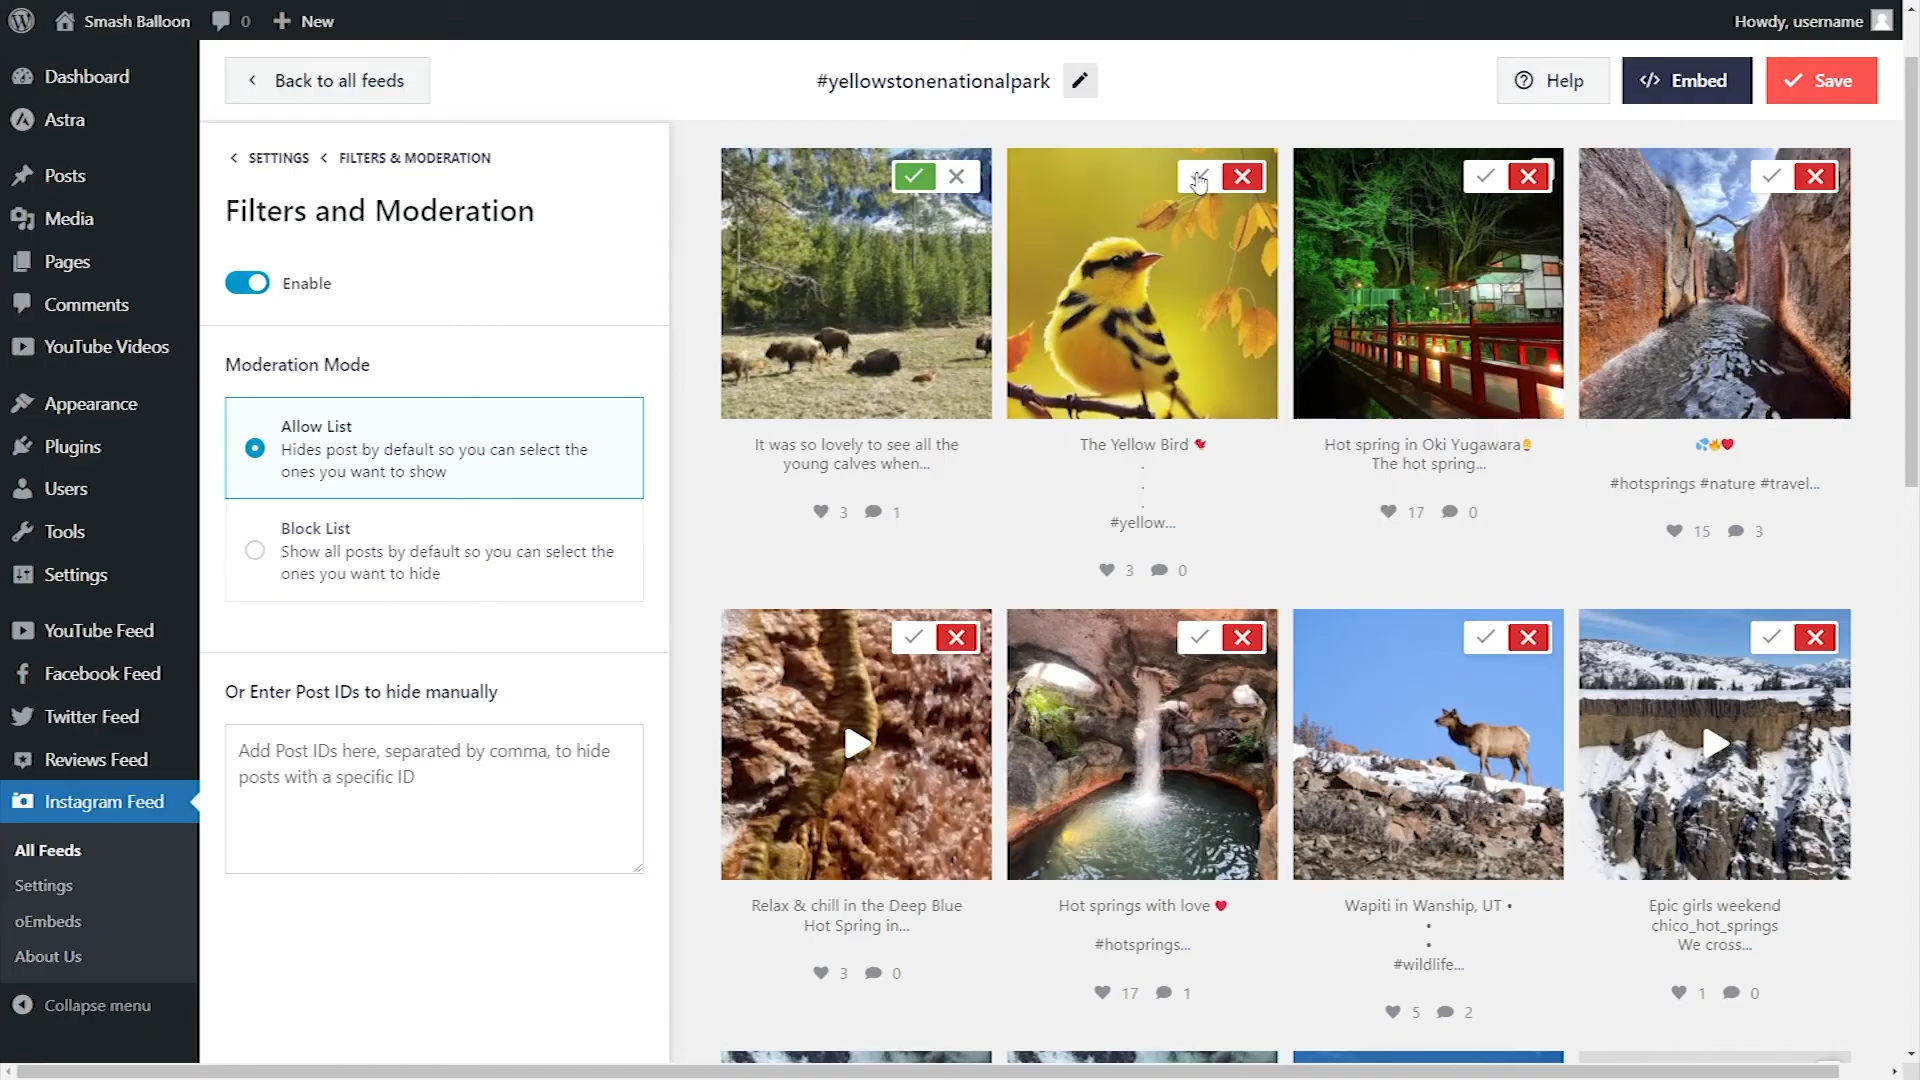 Smash Balloon
0
New
Howdy, username
Dashboard
Astra
Posts
Media
Pages
Comments
YouTube Videos
Appearance
Plugins
Users
Tools
Settings
YouTube Feed
Facebook Feed
Twitter Feed
Reviews Feed
Instagram Feed
All Feeds
Settings
oEmbeds
About Us
Collapse menu
Back to all feeds
#yellowstonenationalpark
Help
Embed
Save
SETTINGS
FILTERS & MODERATION
Filters and Moderation
Enable
Moderation Mode
Allow List
Hides post by default so you can select the
ones you want to show
Block List
Show all posts by default so you can select the
ones you want to hide
Or Enter Post IDs to hide manually
Add Post IDs here, separated by comma, to hide
posts with a specific ID
It was so lovely to see all the
young calves when...
3 1
The Yellow Bird
.
.
.
#yellow...
3 0
Hot spring in Oki Yugawara
The hot spring...
17 0
💦🔥❤
#hotsprings #nature #travel...
15 3
Relax & chill in the Deep Blue
Hot Spring in...
3 0
Hot springs with love ❤
#hotsprings...
17 1
Wapiti in Wanship, UT •
•
•
#wildlife...
5 2
Epic girls weekend
chico_hot_springs
We cross...
1 0